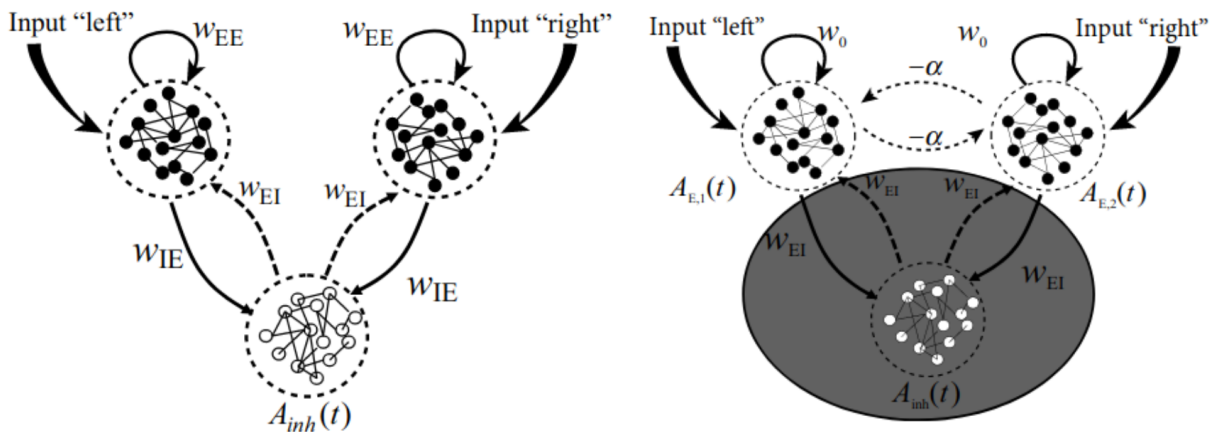 Input “left”
w_EE
w_EE
Input “right”
w_EI
w_EI
w_IE
w_IE
A_inh(t)
Input “left”
w_0
w_0
Input “right”
−α
−α
A_E,1(t)
w_EI
w_EI
A_E,2(t)
w_EI
w_EI
A_inh(t)